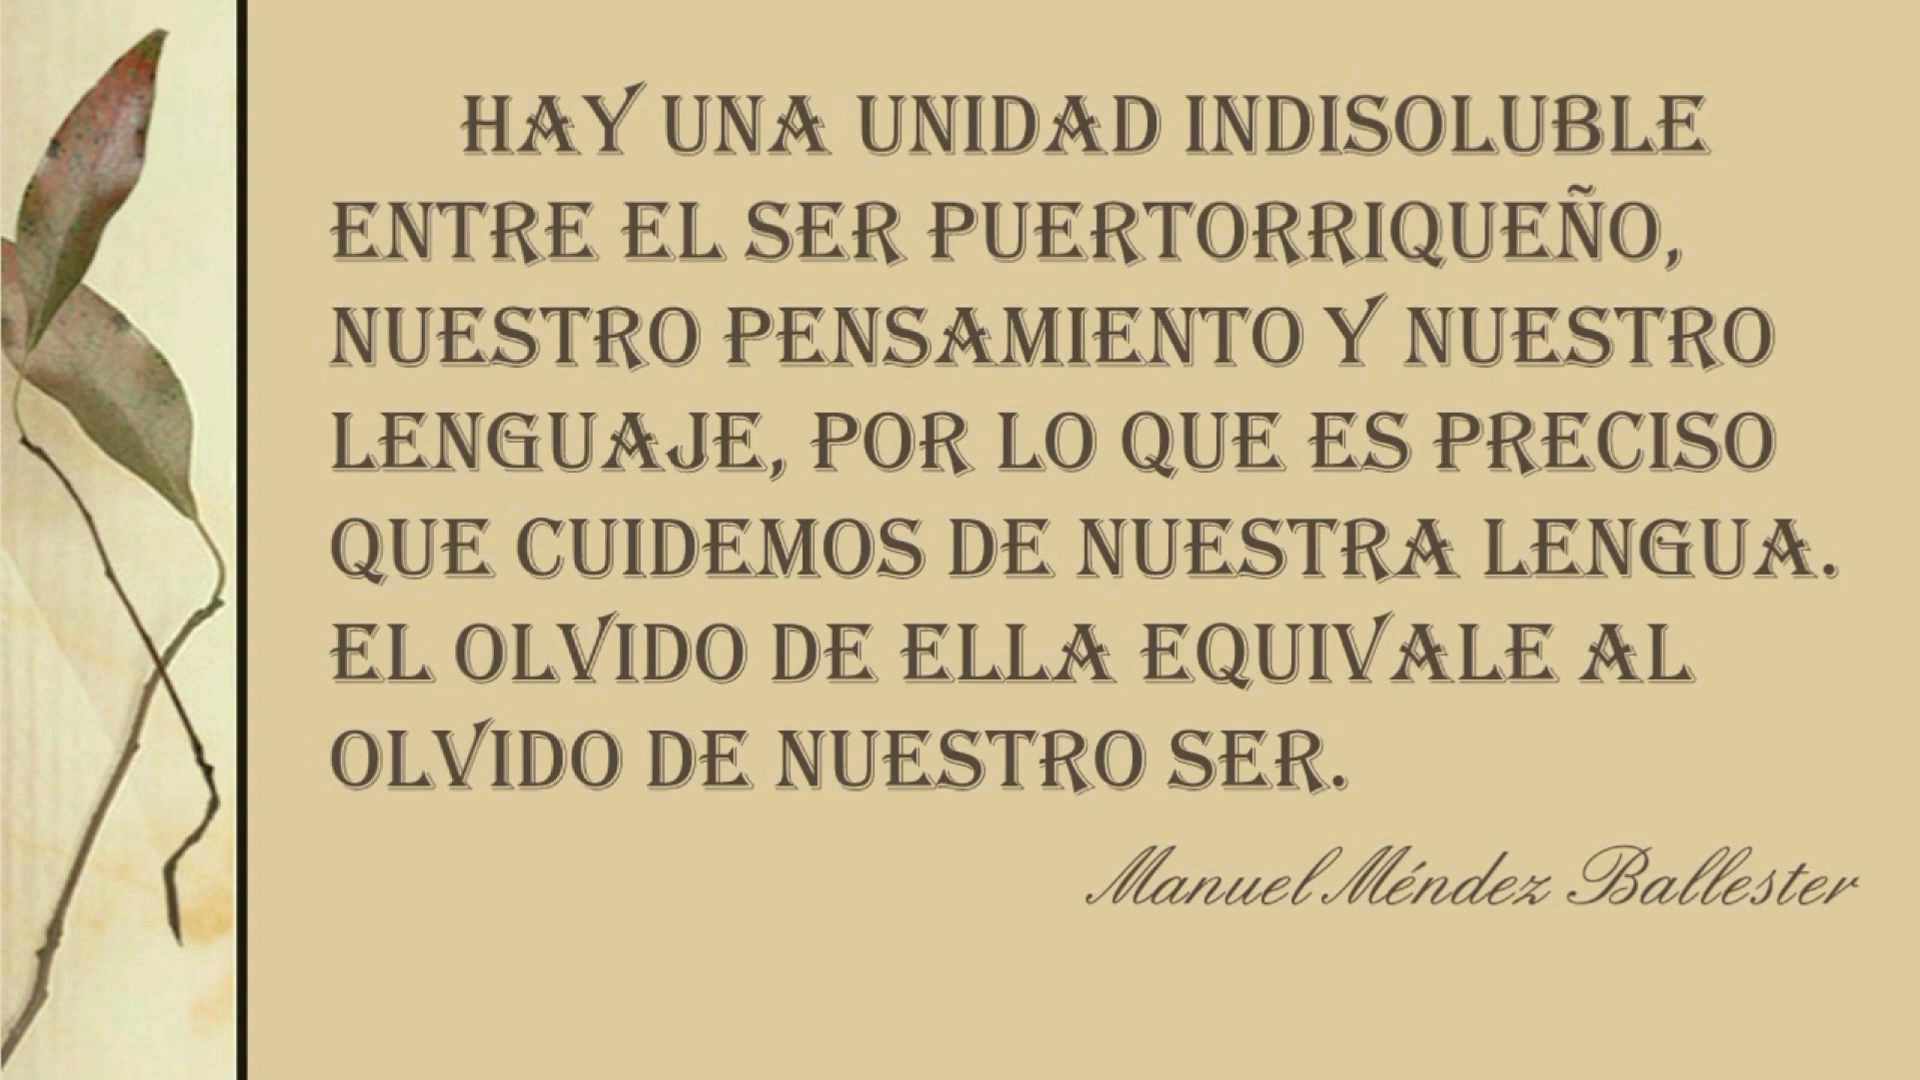 HAY UNA UNIDAD INDISOLUBLE
ENTRE EL SER PUERTORRIQUEÑO,
NUESTRO PENSAMIENTO Y NUESTRO
LENGUAJE, POR LO QUE ES PRECISO
QUE CUIDEMOS DE NUESTRA LENGUA.
EL OLVIDO DE ELLA EQUIVALE AL
OLVIDO DE NUESTRO SER.
Manuel Méndez Ballester